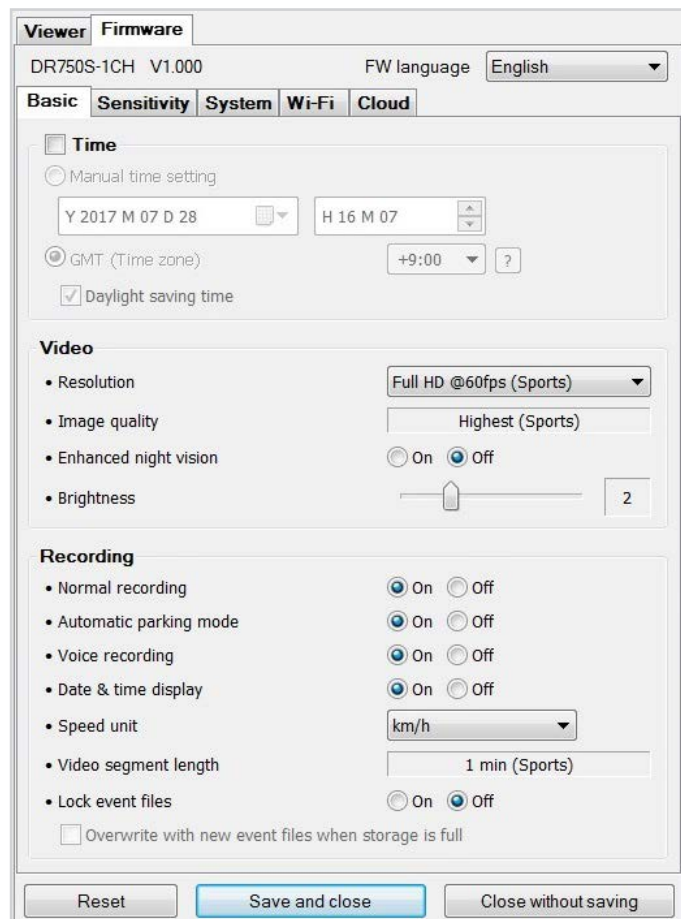 Viewer Firmware
DR750S-1CH V1.000 FW language English
Basic Sensitivity System Wi-Fi Cloud
Time
Manual time setting
Y 2017 M 07 D 28 H 16 M 07
GMT (Time zone) +9:00 ?
Daylight saving time
Video
• Resolution Full HD @60fps (Sports)
• Image quality Highest (Sports)
• Enhanced night vision On Off
• Brightness 2
Recording
• Normal recording On Off
• Automatic parking mode On Off
• Voice recording On Off
• Date & time display On Off
• Speed unit km/h
• Video segment length 1 min (Sports)
• Lock event files On Off
Overwrite with new event files when storage is full
Reset Save and close Close without saving